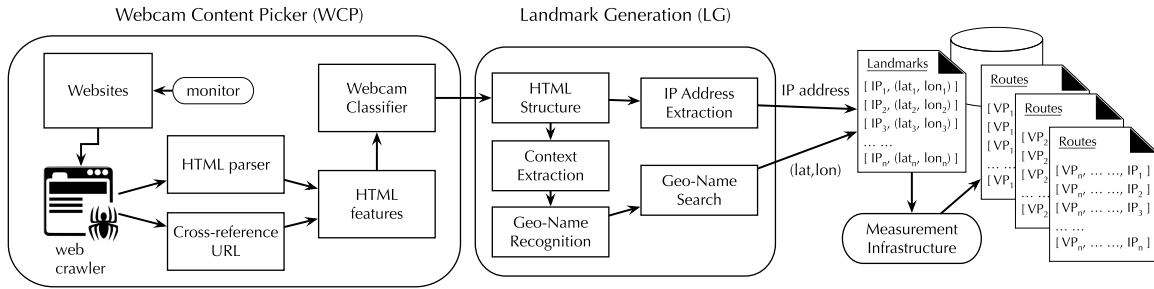 Webcam Content Picker (WCP)
Websites
monitor
web
crawler
HTML parser
Cross-reference
URL
Webcam
Classifier
HTML
features
Landmark Generation (LG)
HTML
Structure
IP Address
Extraction
Context
Extraction
Geo-Name
Recognition
Geo-Name
Search
IP address
(lat,lon)
Landmarks
[ IP₁, (lat₁, lon₁) ]
[ IP₂, (lat₂, lon₂) ]
[ IP₃, (lat₃, lon₃) ]
... ...
[ IPₙ, (latₙ, lonₙ) ]
Measurement
Infrastructure
Routes
[ VP₁
[ VP₁
[ VP₁
... ...
[ VP₁
Routes
[ VP₂
[ VP₂
[ VP₂
... ...
[ VP₂
Routes
[ VPₙ, ... ..., IP₁ ]
[ VPₙ, ... ..., IP₂ ]
[ VPₙ, ... ..., IP₃ ]
... ...
[ VPₙ, ... ..., IPₙ ]